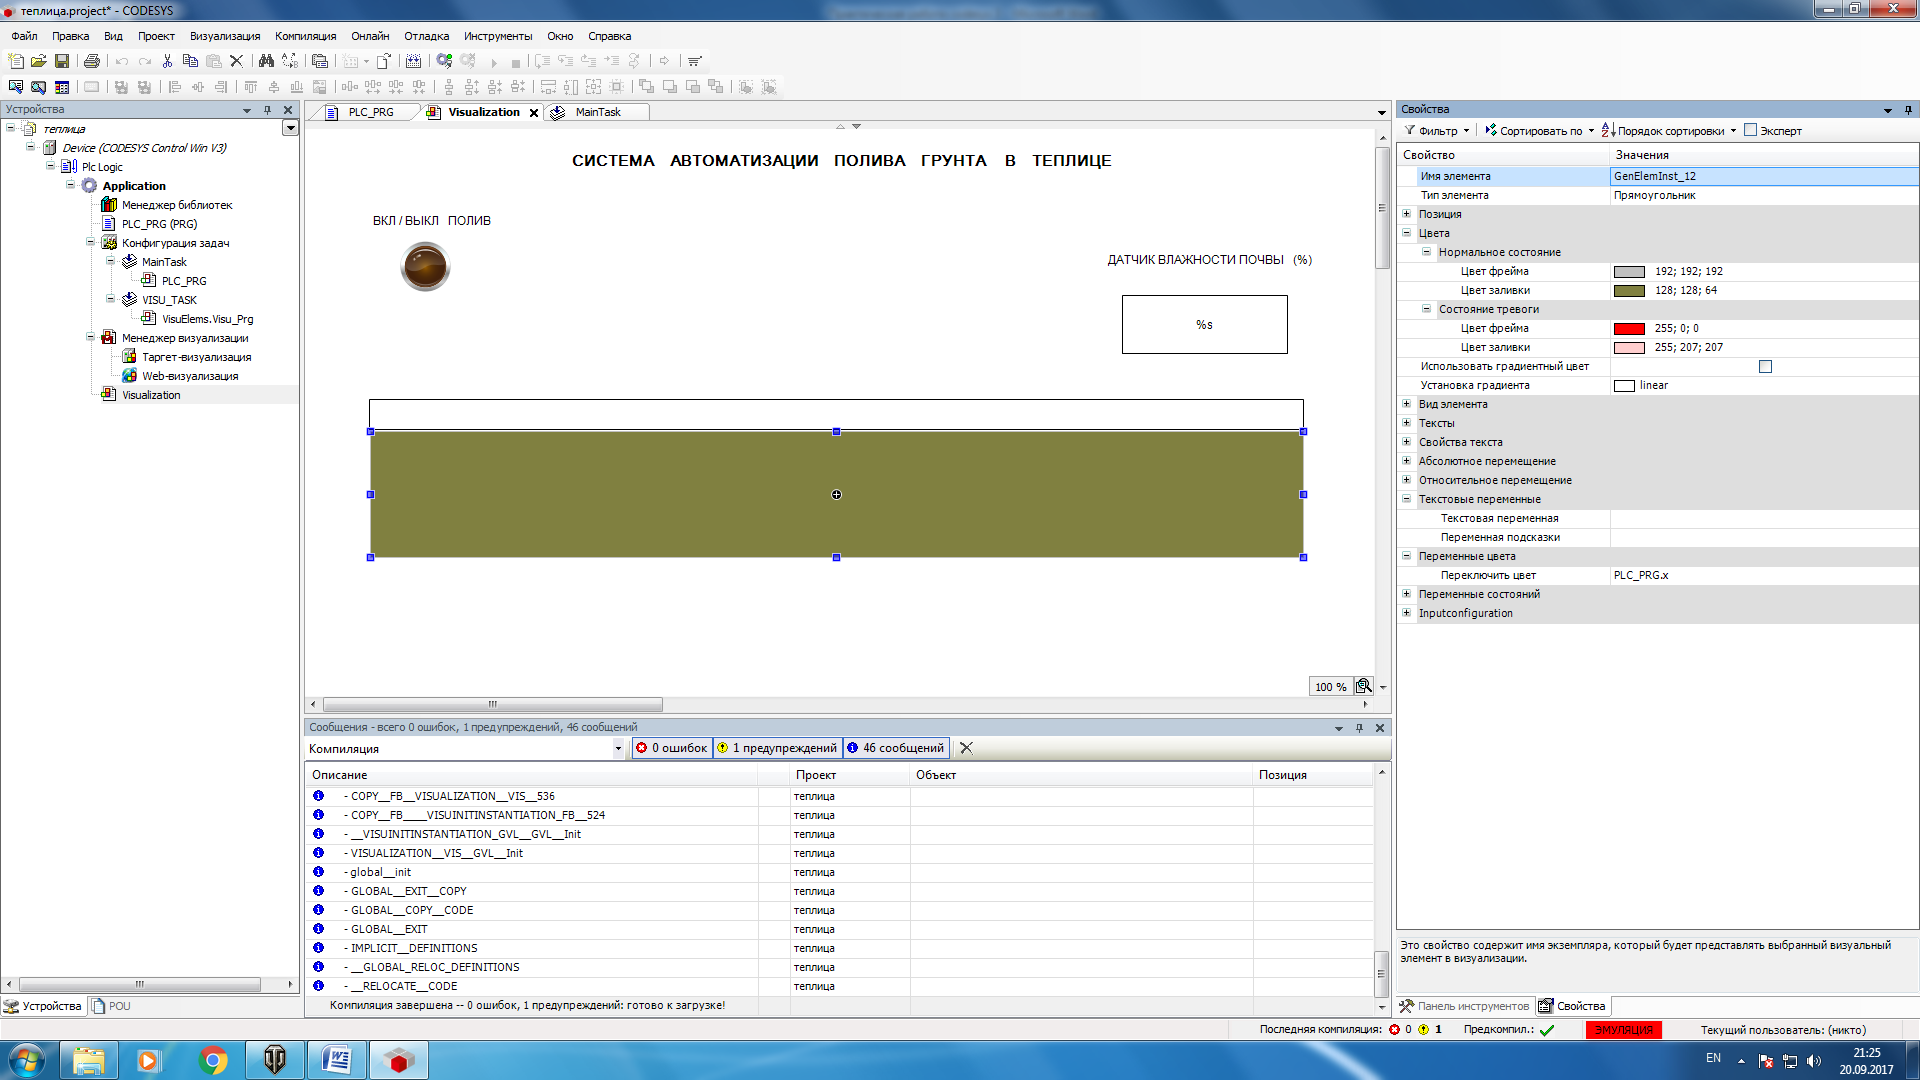 теплица.project* - CODESYS
Файл Правка Вид Проект Визуализация Компиляция Онлайн Отладка Инструменты Окно Справка
Устройства
теплица
Device (CODESYS Control Win V3)
Plc Logic
Application
Менеджер библиотек
PLC_PRG (PRG)
Конфигурация задач
MainTask
PLC_PRG
VISU_TASK
VisuElems.Visu_Prg
Менеджер визуализации
Таргет-визуализация
Web-визуализация
Visualization
Устройства POU
PLC_PRG Visualization MainTask
СИСТЕМА АВТОМАТИЗАЦИИ ПОЛИВА ГРУНТА В ТЕПЛИЦЕ
ВКЛ / ВЫКЛ ПОЛИВ
ДАТЧИК ВЛАЖНОСТИ ПОЧВЫ (%)
%s
100 %
Сообщения - всего 0 ошибок, 1 предупреждений, 46 сообщений
Компиляция 0 ошибок 1 предупреждений 46 сообщений
Описание Проект Объект Позиция
- COPY__FB__VISUALIZATION__VIS__536 теплица
- COPY__FB____VISUINITINSTANTIATION_FB__524 теплица
- __VISUINITINSTANTIATION_GVL__GVL__Init теплица
- VISUALIZATION__VIS__GVL__Init теплица
- global__init теплица
- GLOBAL__EXIT__COPY теплица
- GLOBAL__COPY__CODE теплица
- GLOBAL__EXIT теплица
- IMPLICIT__DEFINITIONS теплица
- __GLOBAL_RELOC_DEFINITIONS теплица
- __RELOCATE__CODE теплица
Компиляция завершена -- 0 ошибок, 1 предупреждений: готово к загрузке!
Свойства
Фильтр Сортировать по Порядок сортировки Эксперт
Свойство Значения
Имя элемента GenElemInst_12
Тип элемента Прямоугольник
Позиция
Цвета
Нормальное состояние
Цвет фрейма 192; 192; 192
Цвет заливки 128; 128; 64
Состояние тревоги
Цвет фрейма 255; 0; 0
Цвет заливки 255; 207; 207
Использовать градиентный цвет
Установка градиента linear
Вид элемента
Тексты
Свойства текста
Абсолютное перемещение
Относительное перемещение
Текстовые переменные
Текстовая переменная
Переменная подсказки
Переменные цвета
Переключить цвет PLC_PRG.x
Переменные состояний
Inputconfiguration
Это свойство содержит имя экземпляра, который будет представлять выбранный визуальный
элемент в визуализации.
Панель инструментов Свойства
Последняя компиляция: 0 1 Предкомпил.: ЭМУЛЯЦИЯ Текущий пользователь: (никто)
EN 21:25
20.09.2017